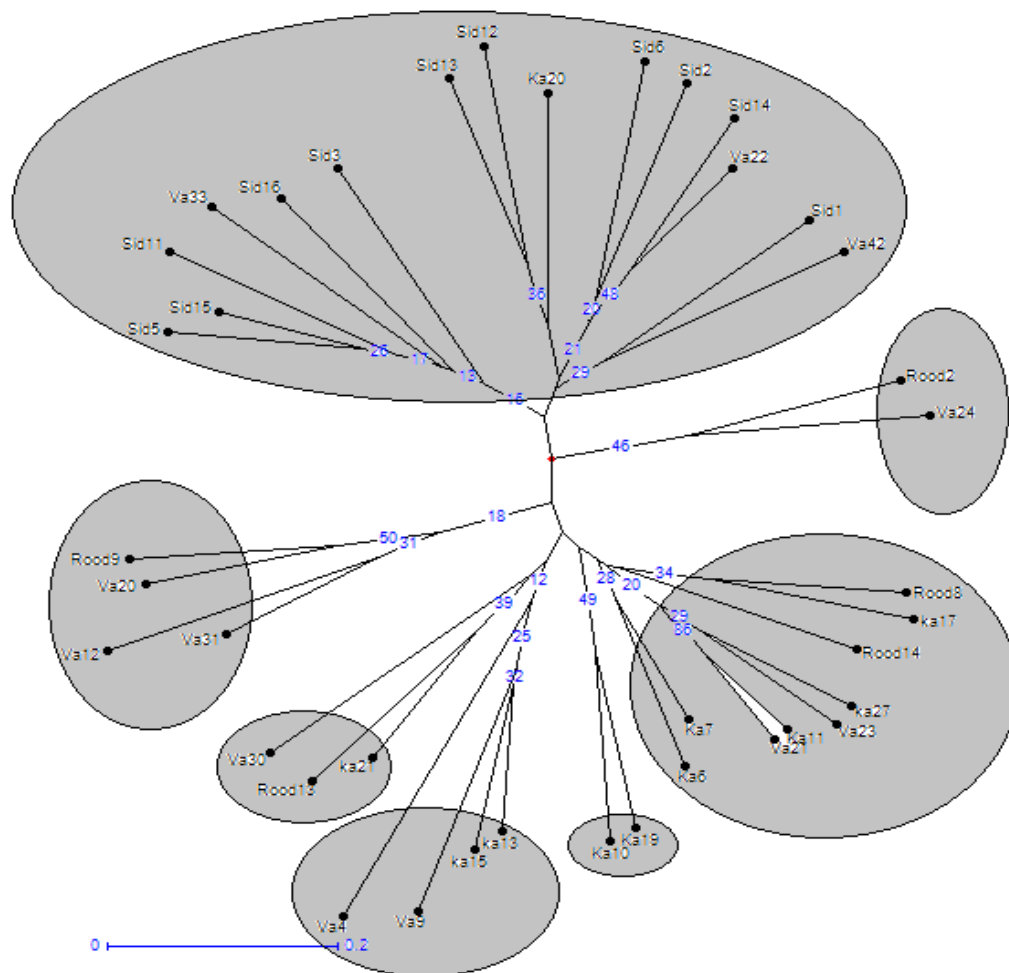 Sid12
Sid6
Sid13
Ka20
Sid2
Sid14
Sid3
Va22
Sid16
Va33
Sid1
Sid11
Va42
36
48
20
Sid15
Sid5
26
17
21
13
29
16
Rood2
Va24
46
18
50
31
Rood9
Va20
Va31
Va12
12
39
28
20
34
49
Rood8
ka17
29
86
25
Rood14
32
ka27
Ka7
Va23
Ka11
Va21
Va30
ka21
Ka6
Rood13
ka13
Ka19
ka15
Ka10
Va4
Va9
0
0.2